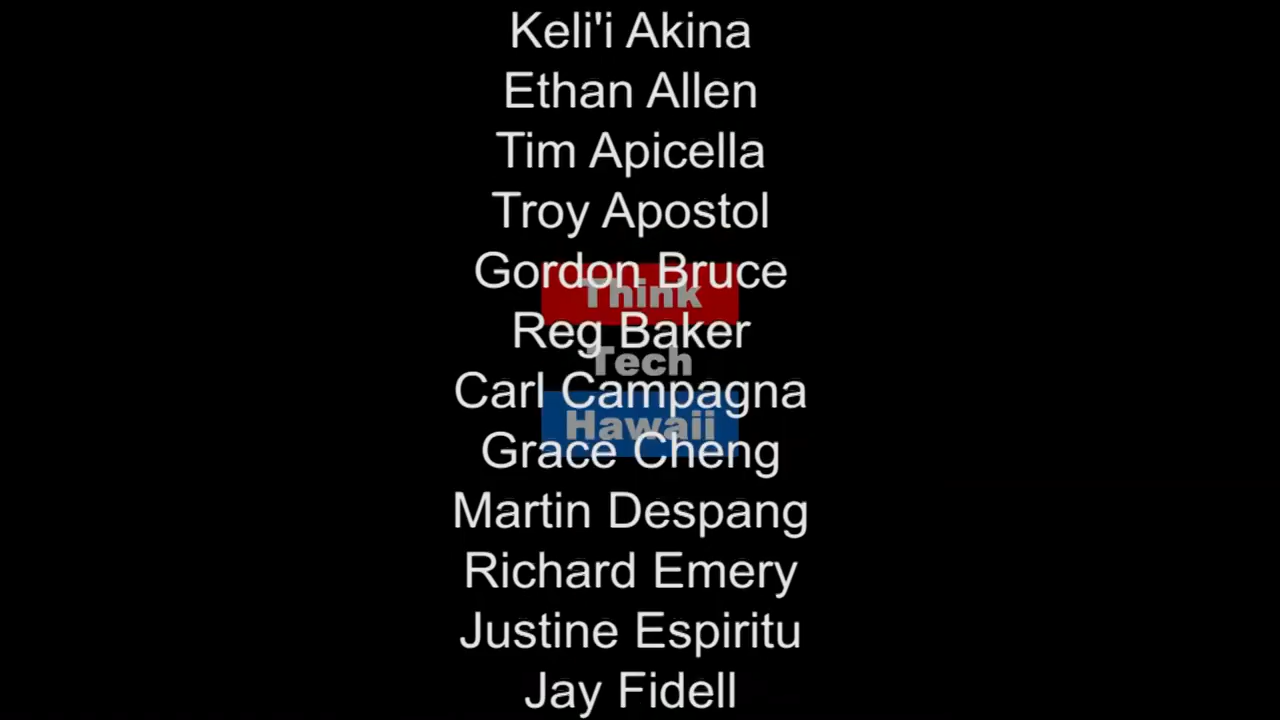 Keli'i Akina
Ethan Allen
Tim Apicella
Troy Apostol
Gordon Bruce
Think
Reg Baker
Tech
Carl Campagna
Hawaii
Grace Cheng
Martin Despang
Richard Emery
Justine Espiritu
Jay Fidell